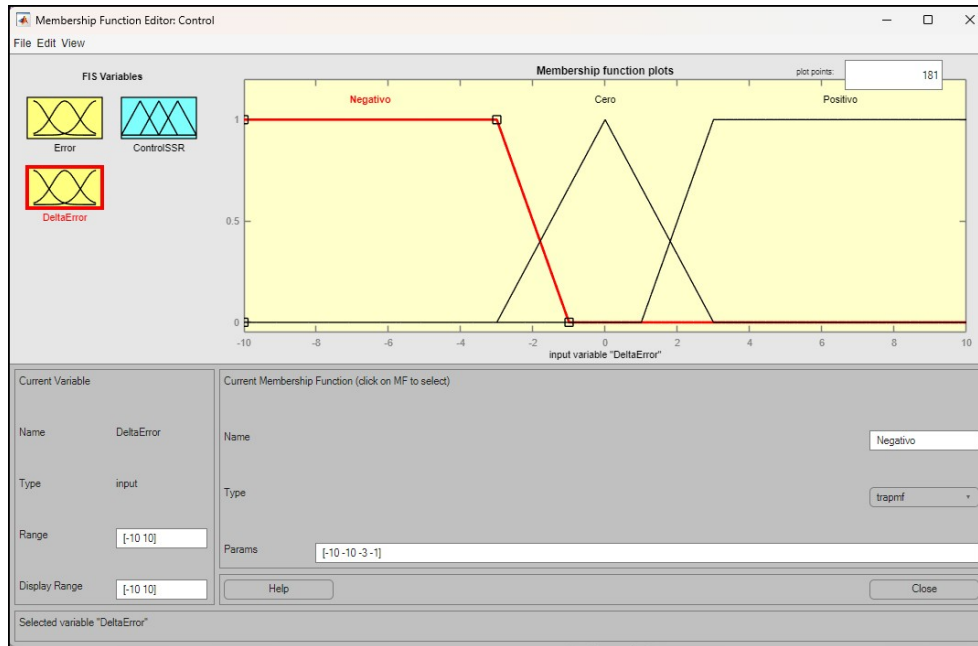 Membership Function Editor: Control
File Edit View
FIS Variables
Error
ControlSSR
DeltaError
Membership function plots
plot points:
181
Negativo
Cero
Positivo
1
0.5
0
-10 -8 -6 -4 -2 0 2 4 6 8 10
input variable "DeltaError"
Current Variable
Name DeltaError
Type input
Range [-10 10]
Display Range [-10 10]
Current Membership Function (click on MF to select)
Name Negativo
Type trapmf
Params [-10 -10 -3 -1]
Help Close
Selected variable "DeltaError"